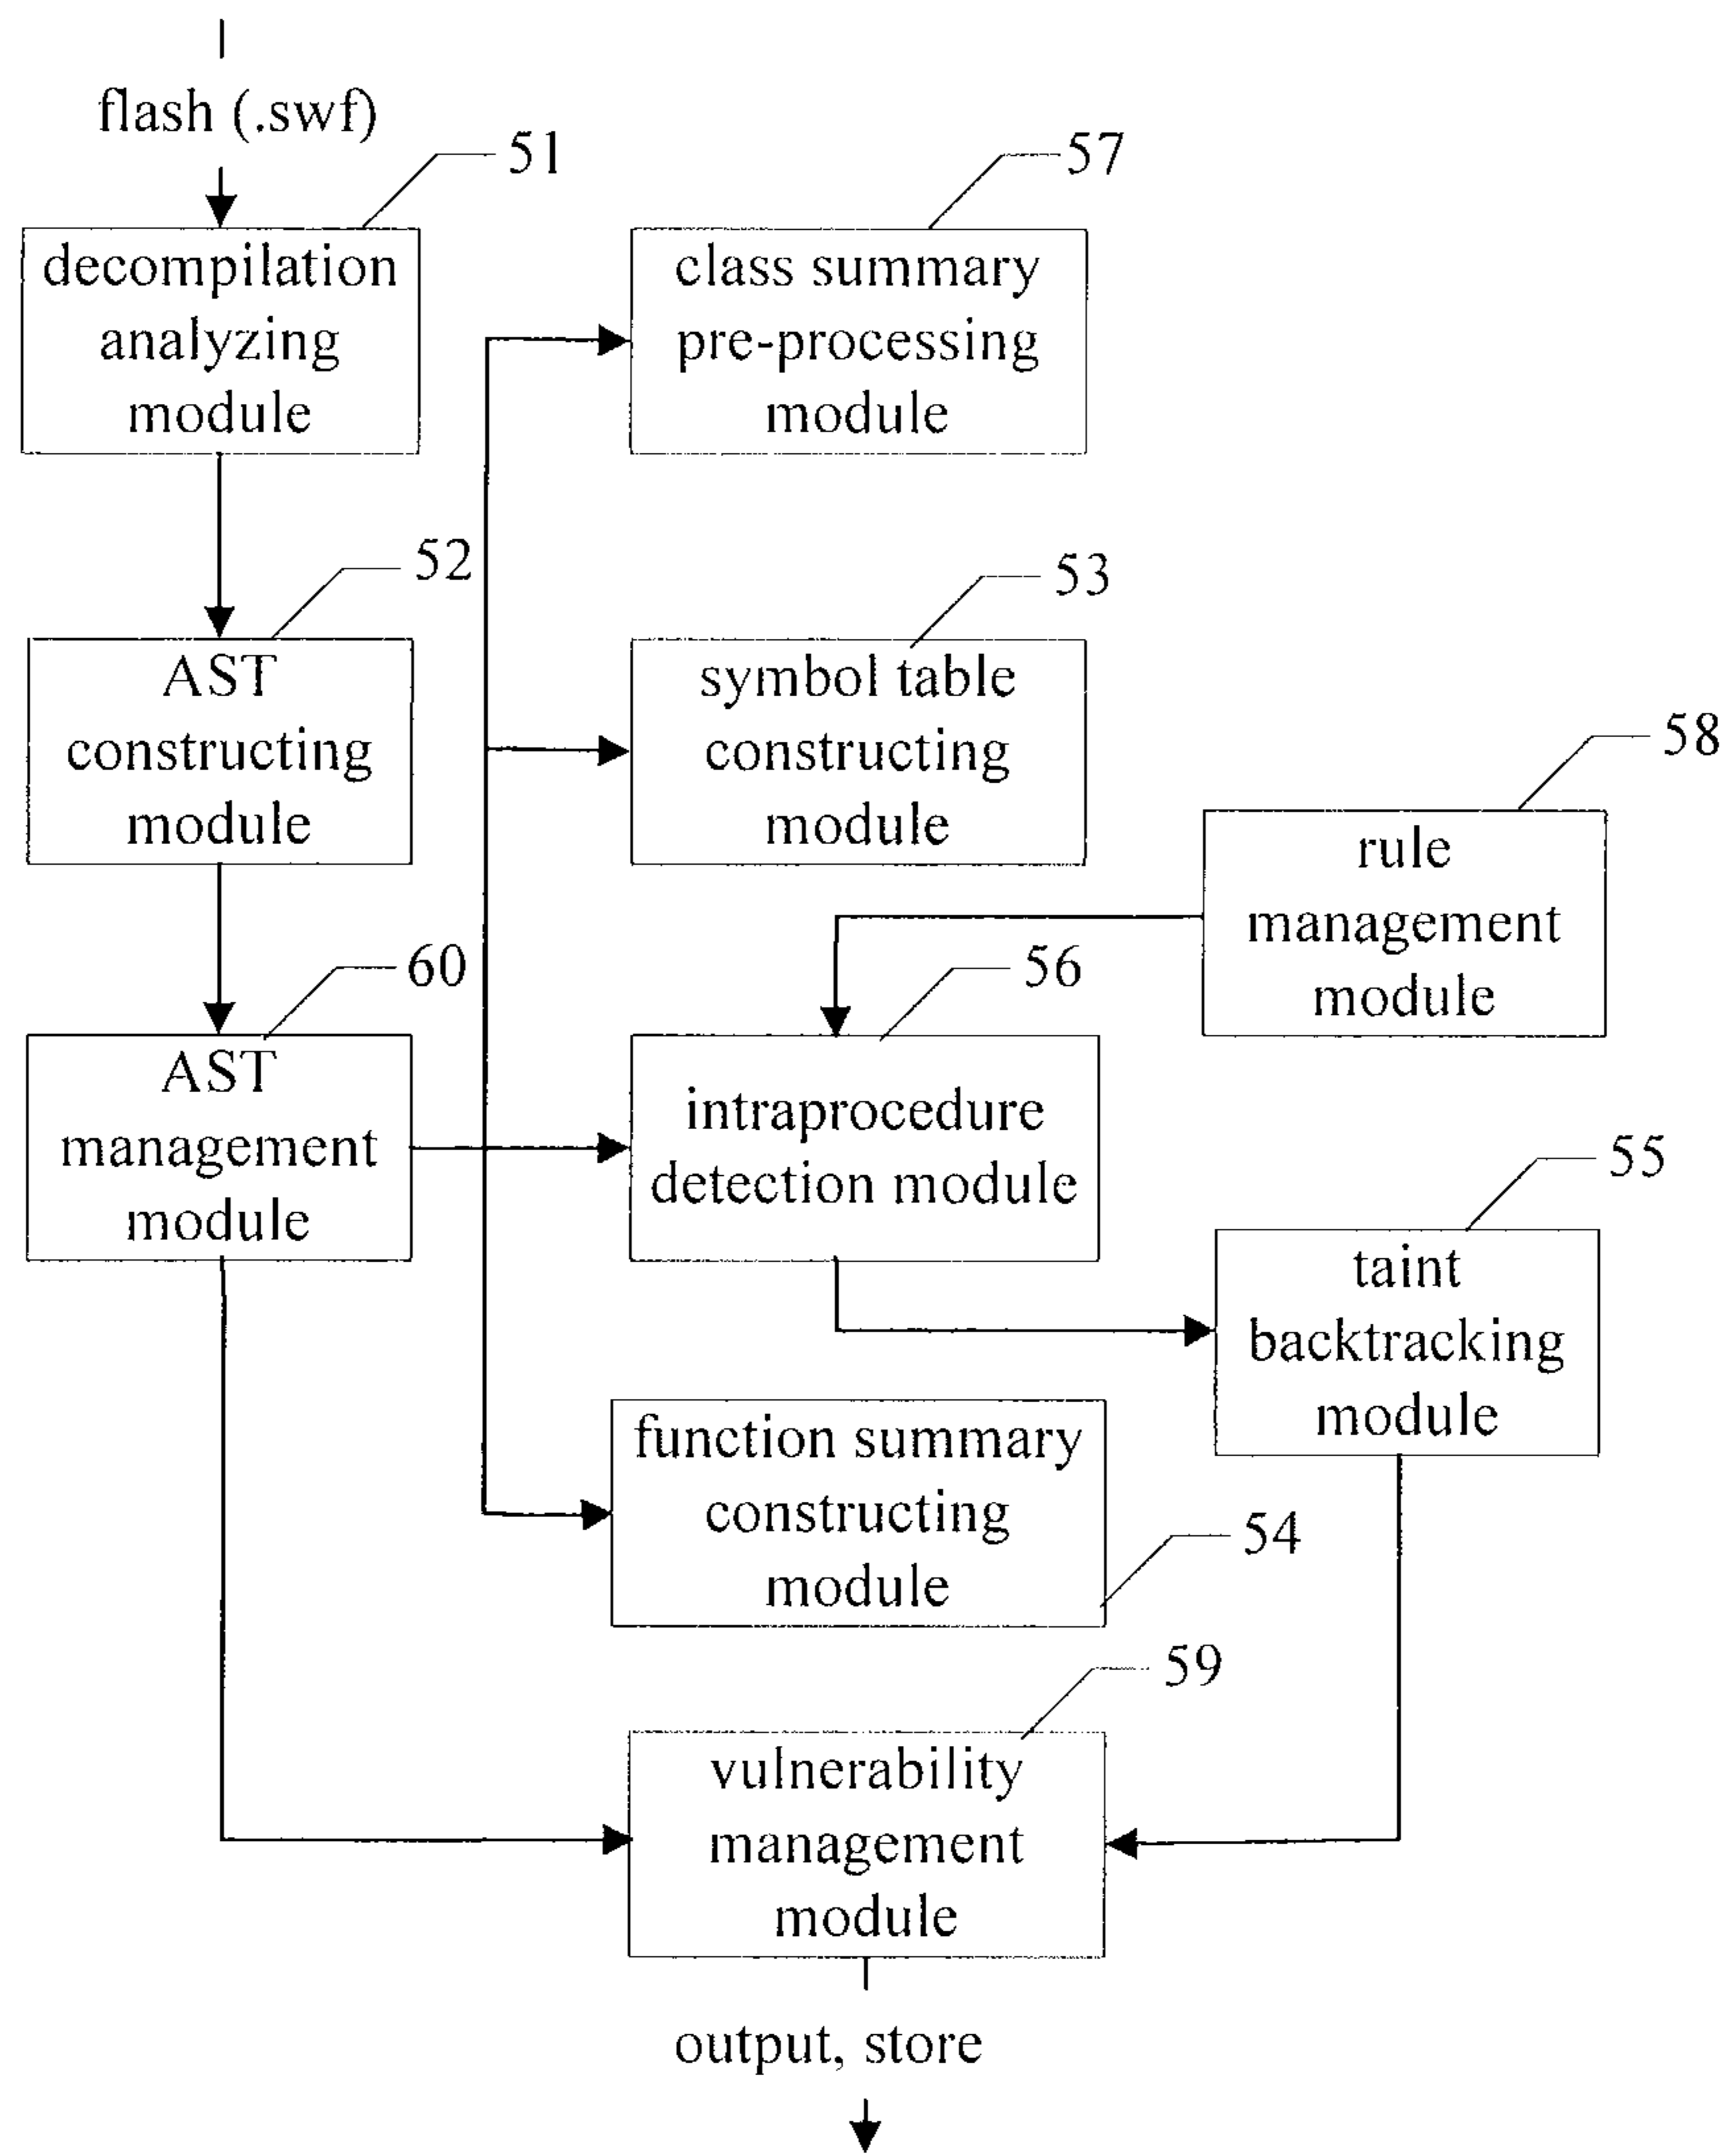 flash (.swf)
51
decompilation
analyzing
module
57
class summary
pre-processing
module
52
AST
constructing
module
53
symbol table
constructing
module
58
rule
management
module
60
AST
management
module
56
intraprocedure
detection module
55
taint
backtracking
module
function summary
constructing
module
54
59
vulnerability
management
module
output, store